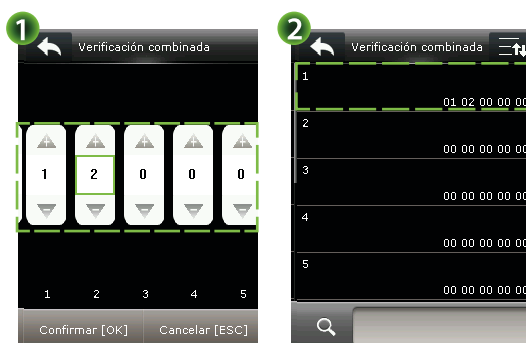 1
Verificación combinada
1 2 0 0 0
1 2 3 4 5
Confirmar [OK] Cancelar [ESC]
2
Verificación combinada
1
01 02 00 00 00
2
00 00 00 00 00
3
00 00 00 00 00
4
00 00 00 00 00
5
00 00 00 00 00